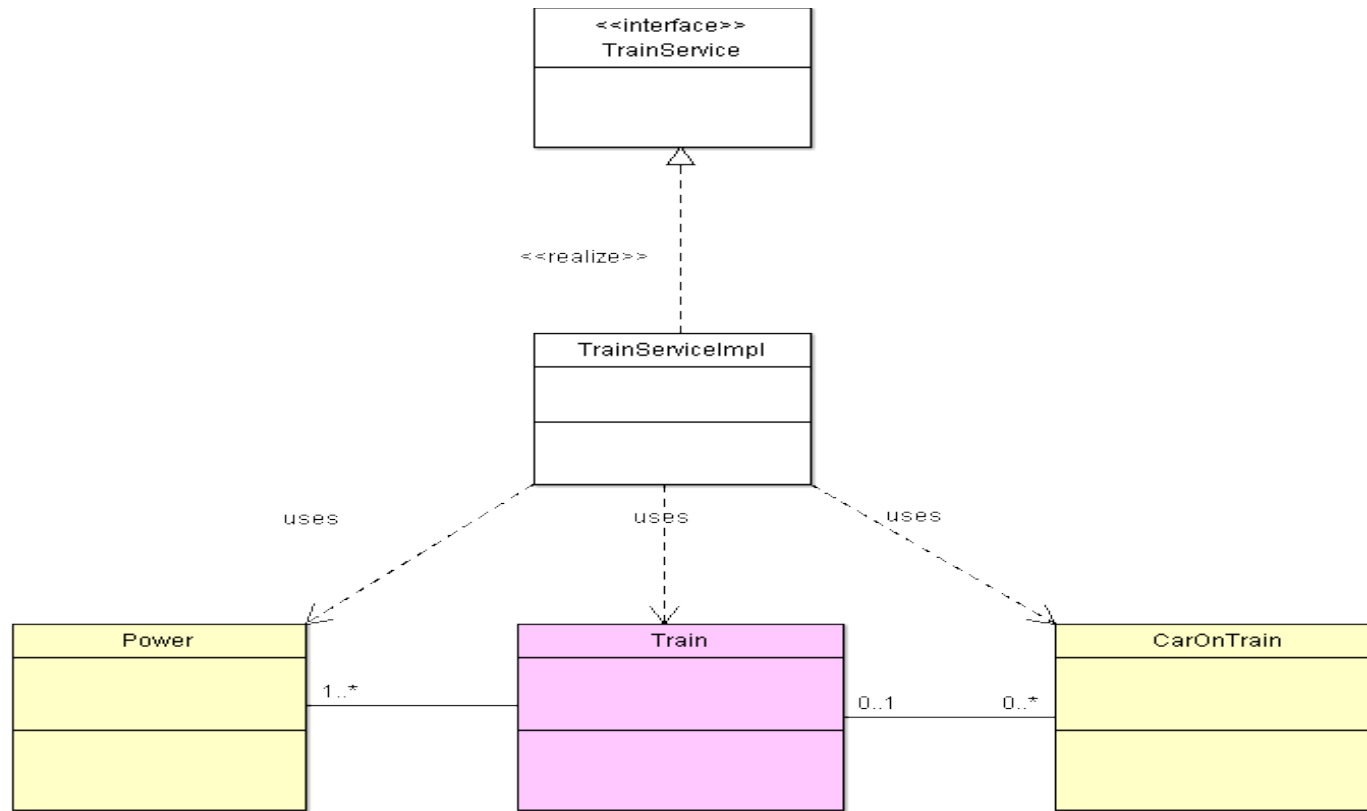 <<interface>>
TrainService
<<realize>>
TrainServiceImpl
uses
uses
uses
Power
Train
CarOnTrain
1..*
0..1
0..*